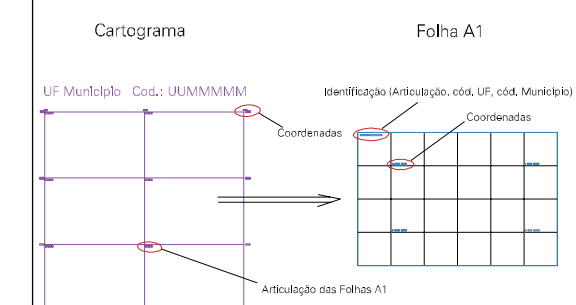 Cartograma
Folha A1
UF Município Cod.: UUMMMMM
Identificação (Articulação, cód. UF, cód. Município)
Coordenadas
Coordenadas
Articulação das Folhas A1